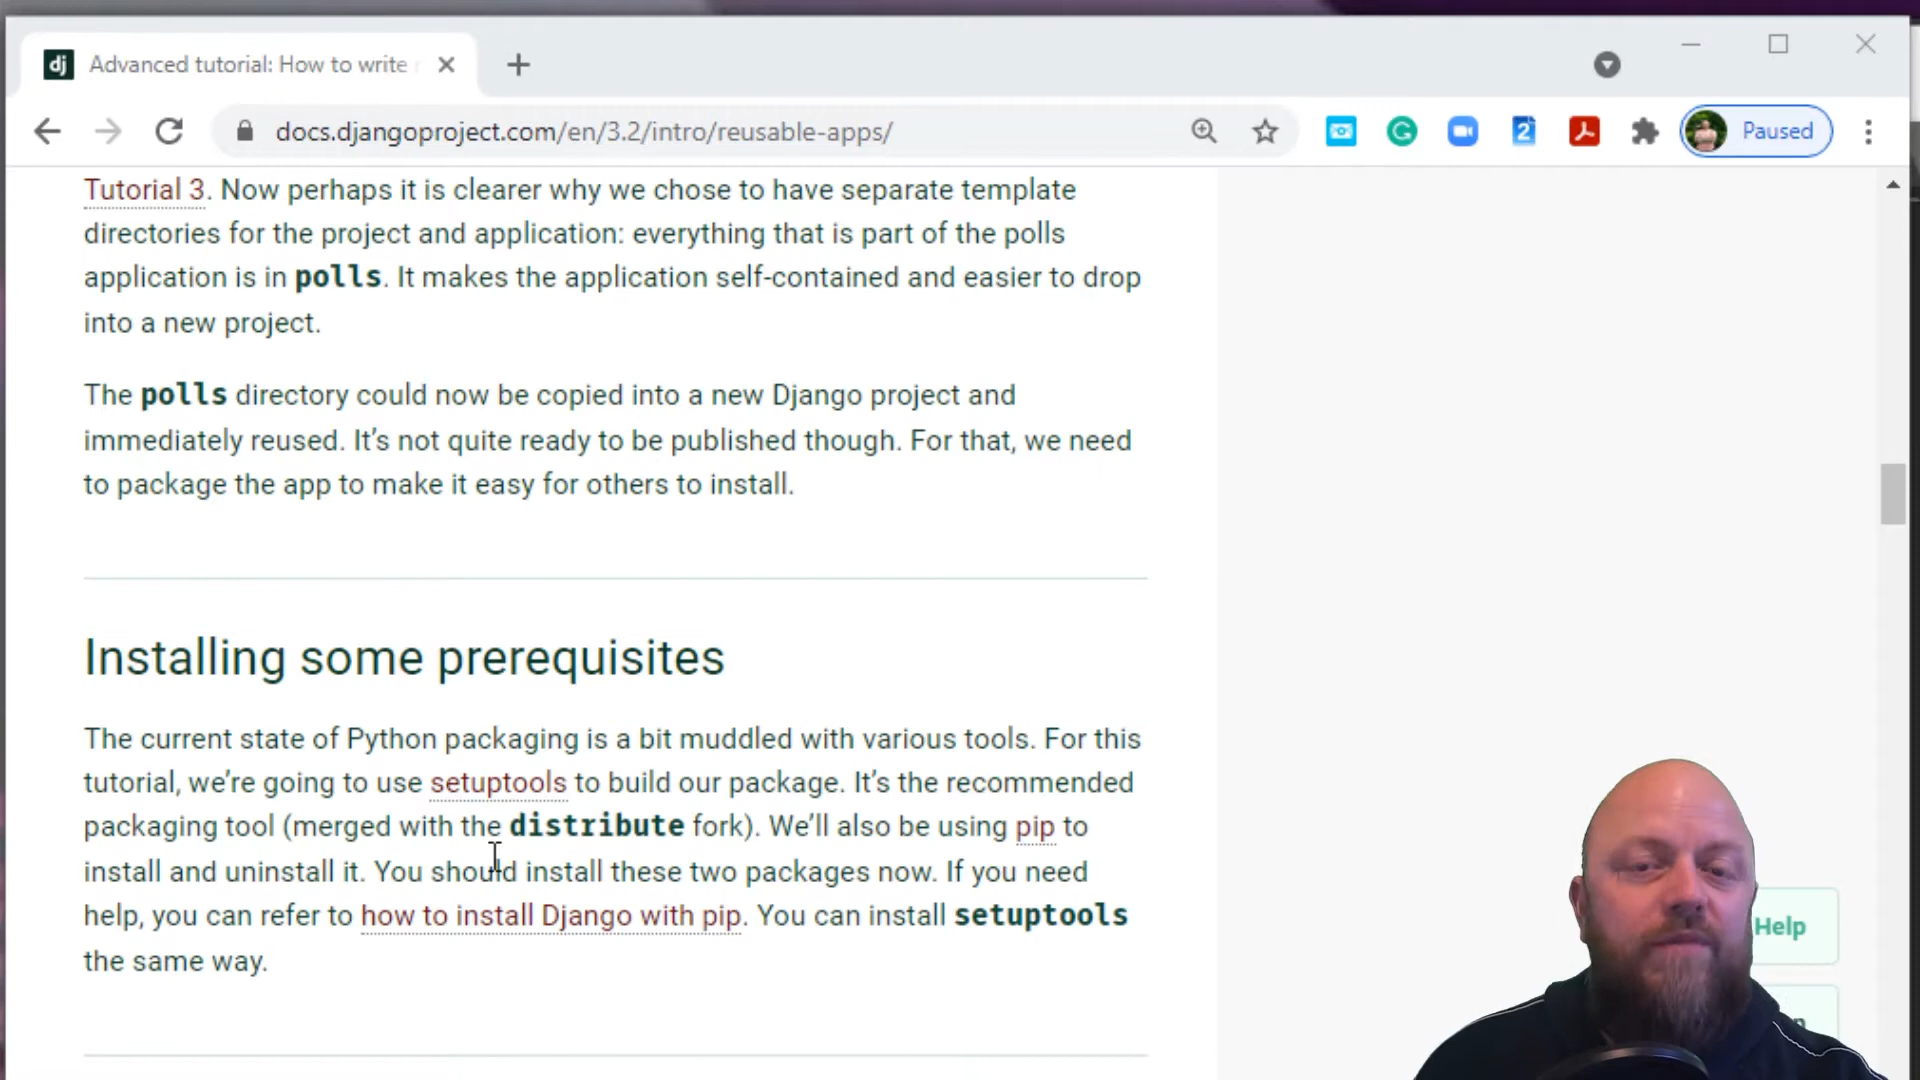 dj Advanced tutorial: How to write
docs.djangoproject.com/en/3.2/intro/reusable-apps/
2
Paused
Tutorial 3. Now perhaps it is clearer why we chose to have separate template
directories for the project and application: everything that is part of the polls
application is in polls. It makes the application self-contained and easier to drop
into a new project.
The polls directory could now be copied into a new Django project and
immediately reused. It’s not quite ready to be published though. For that, we need
to package the app to make it easy for others to install.
Installing some prerequisites
The current state of Python packaging is a bit muddled with various tools. For this
tutorial, we’re going to use setuptools to build our package. It’s the recommended
packaging tool (merged with the distribute fork). We’ll also be using pip to
install and uninstall it. You should install these two packages now. If you need
help, you can refer to how to install Django with pip. You can install setuptools
the same way.
Help